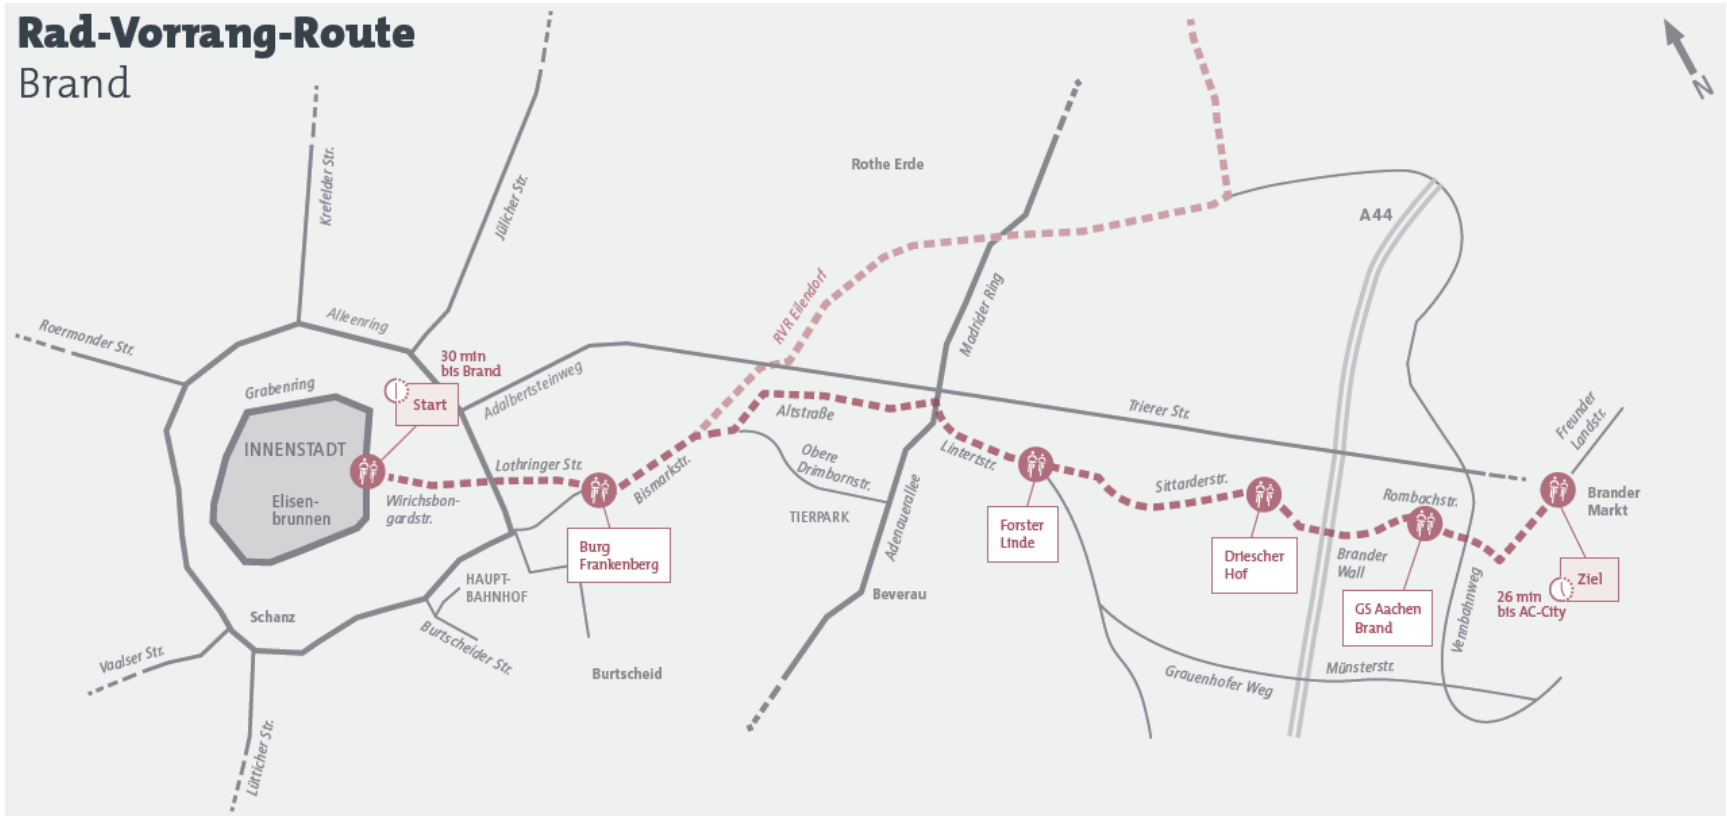 Rad-Vorrang-Route
Brand
N
Krefelder Str.
Jülicher Str.
Rothe Erde
A44
Roermonder Str.
Alleenring
RVR Eilendorf
Madrider Ring
30 min
bis Brand
Start
Grabenring
Adalbertsteinweg
Altstraße
Trierer Str.
Freunder
Landstr.
INNENSTADT
Elisen-
brunnen
Wirichsbon-
gardstr.
Lothringer Str.
Bismarkstr.
Obere
Drimbornstr.
TIERPARK
Adenauerallee
Lintertstr.
Sittarderstr.
Rombachstr.
Brander
Markt
Burg
Frankenberg
Forster
Linde
Driescher
Hof
Brander
Wall
GS Aachen
Brand
Vennbahnweg
Ziel
26 min
bis AC-City
HAUPT-
BAHNHOF
Beverau
Schanz
Burtscheider Str.
Vaalser Str.
Burtscheid
Grauenhofer Weg
Münsterstr.
Lütticher Str.